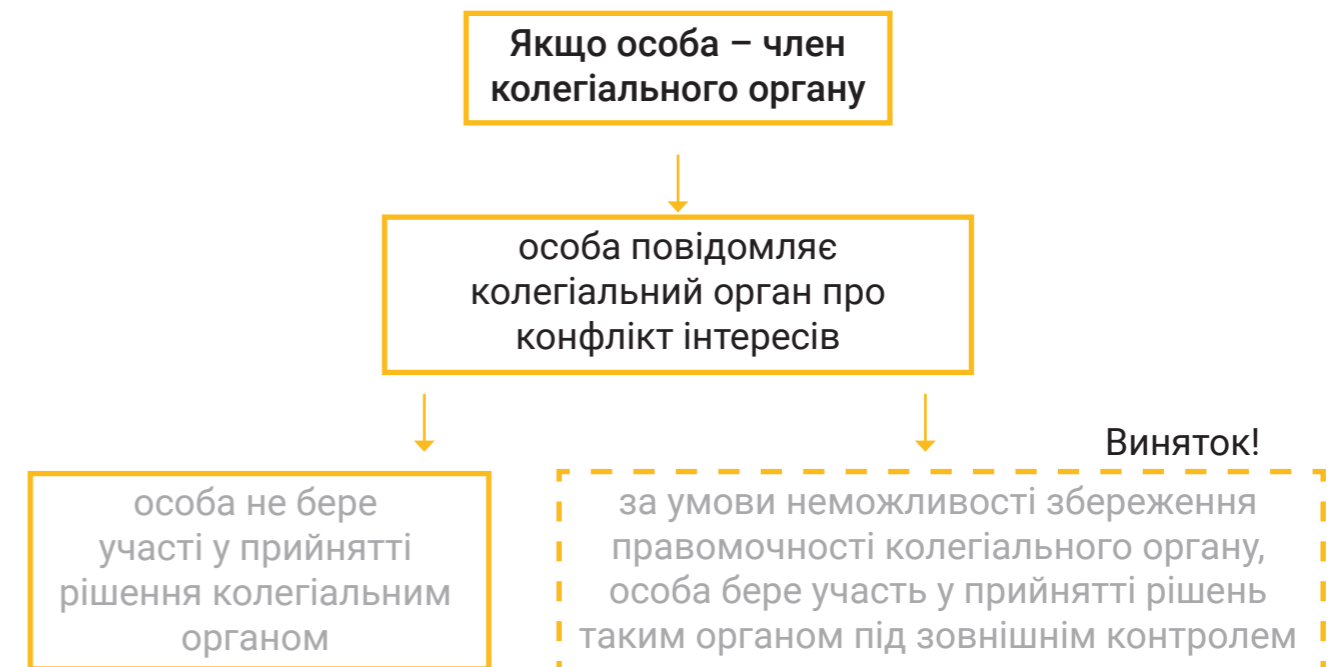 Якщо особа – член
колегіального органу
особа повідомляє
колегіальний орган про
конфлікт інтересів
Виняток!
особа не бере
участі у прийнятті
рішення колегіальним
органом
за умови неможливості збереження
правомочності колегіального органу,
особа бере участь у прийнятті рішень
таким органом під зовнішнім контролем